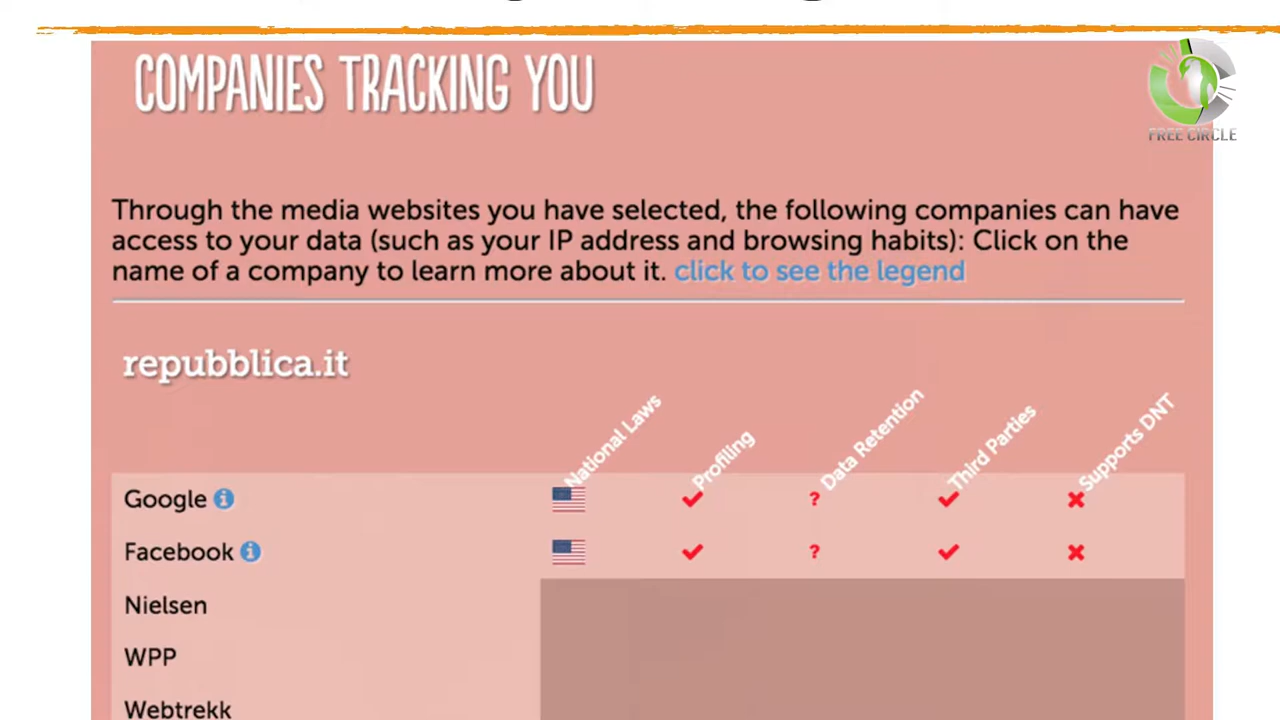 COMPANIES TRACKING YOU
FREE CIRCLE
Through the media websites you have selected, the following companies can have
access to your data (such as your IP address and browsing habits): Click on the
name of a company to learn more about it. click to see the legend
repubblica.it
National Laws Profiling Data Retention Third Parties Supports DNT
Google i ?
Facebook i ?
Nielsen
WPP
Webtrekk